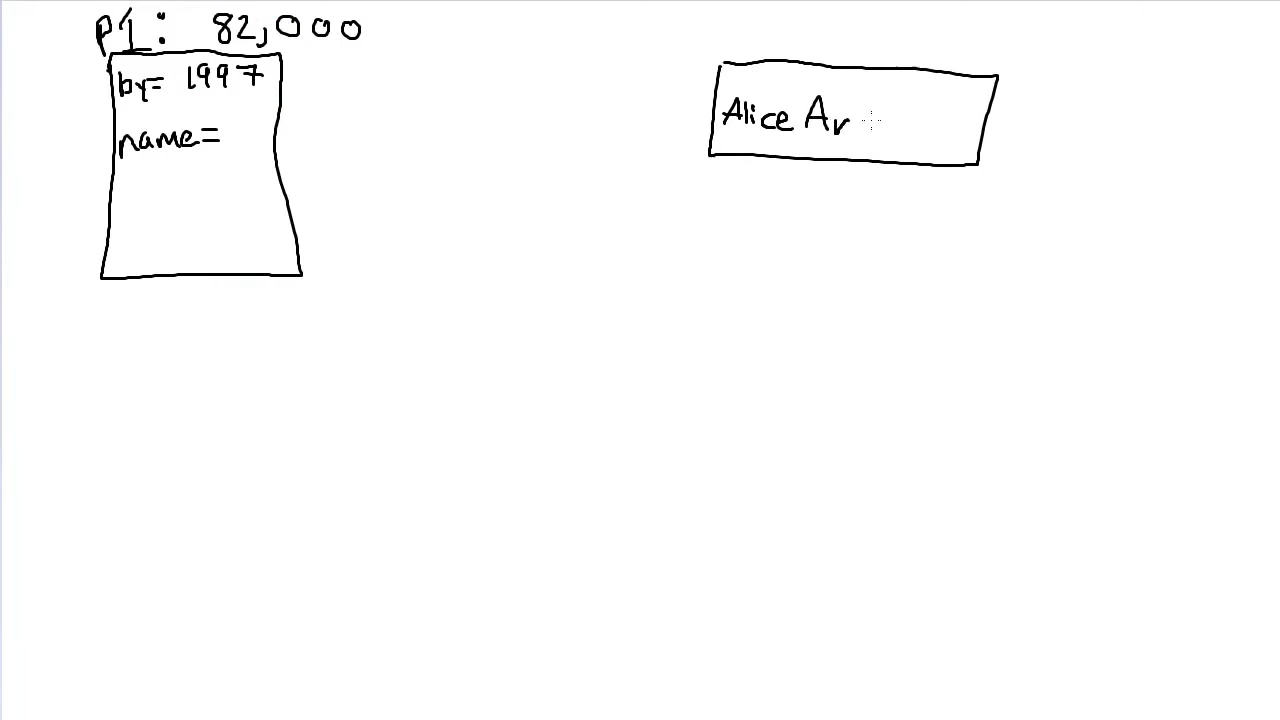 p1: 82,000
by= 1997
name=
Alice Ar